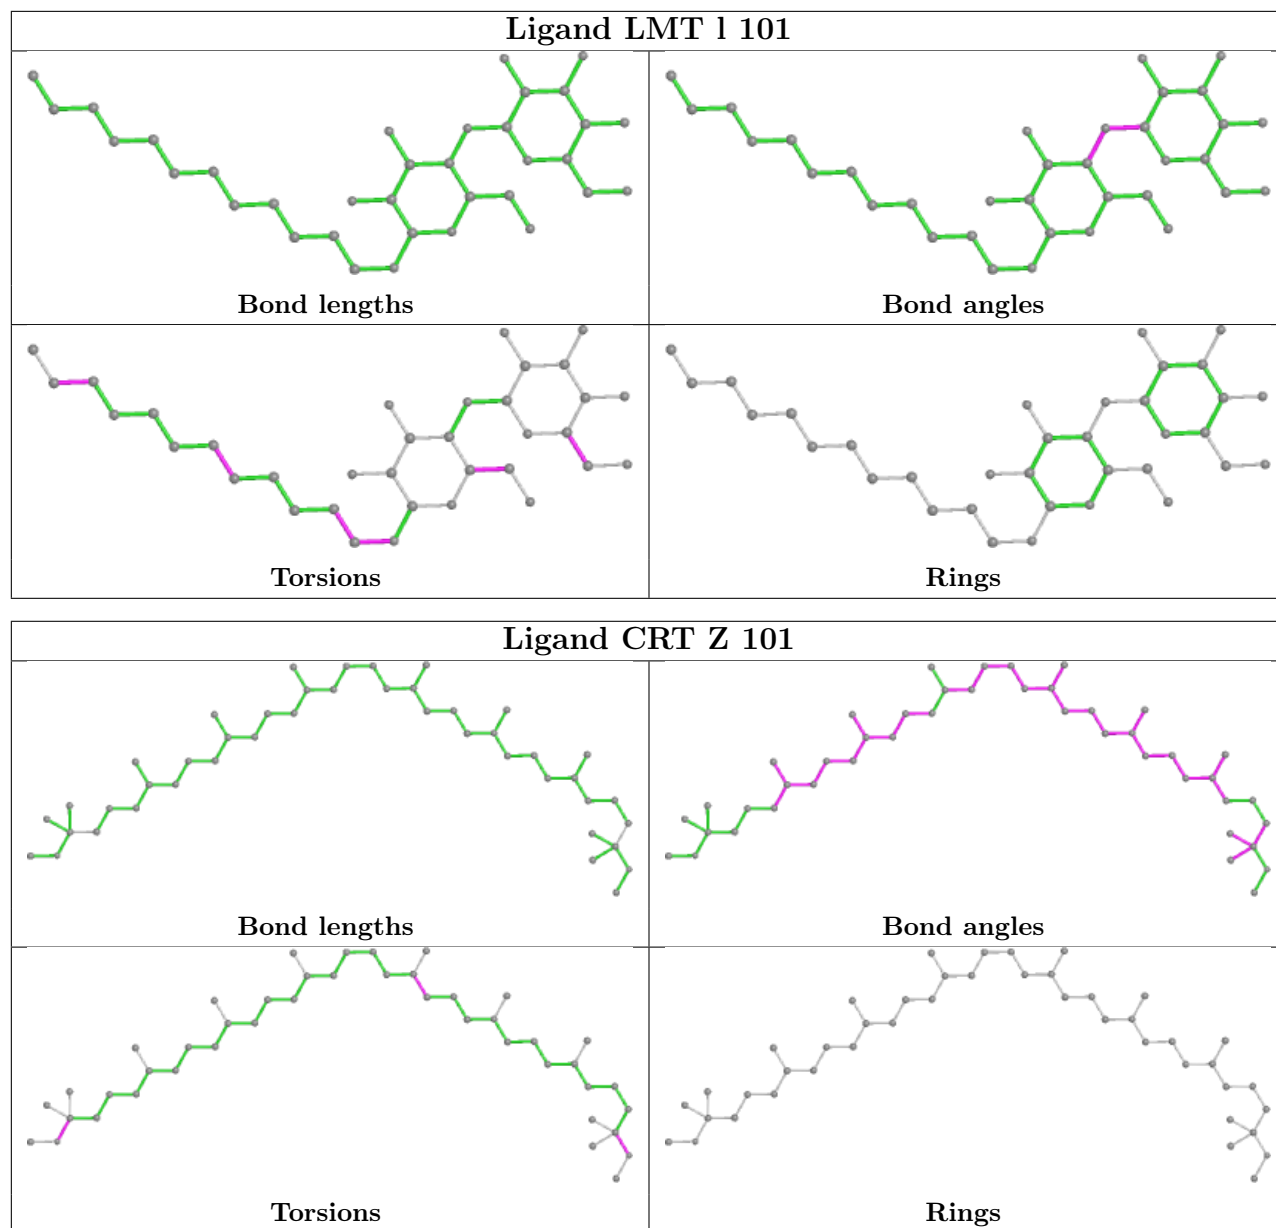 Ligand LMT l 101
Bond lengths
Bond angles
Torsions
Rings
Ligand CRT Z 101
Bond lengths
Bond angles
Torsions
Rings